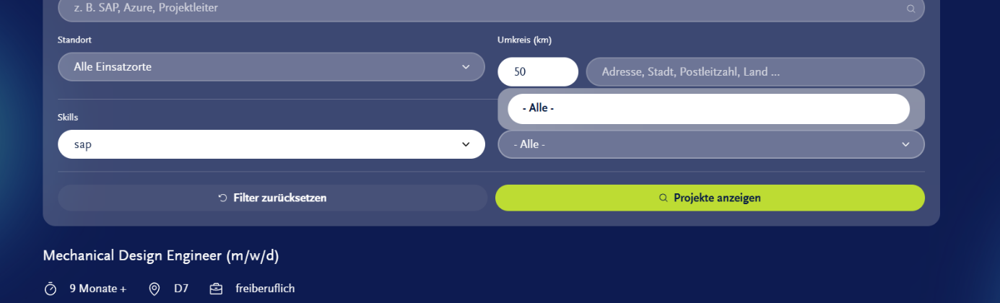 z. B. SAP, Azure, Projektleiter
Standort
Umkreis (km)
Alle Einsatzorte
50
Adresse, Stadt, Postleitzahl, Land ...
- Alle -
Skills
sap
- Alle -
Filter zurücksetzen
Projekte anzeigen
Mechanical Design Engineer (m/w/d)
9 Monate +
D7
freiberuflich